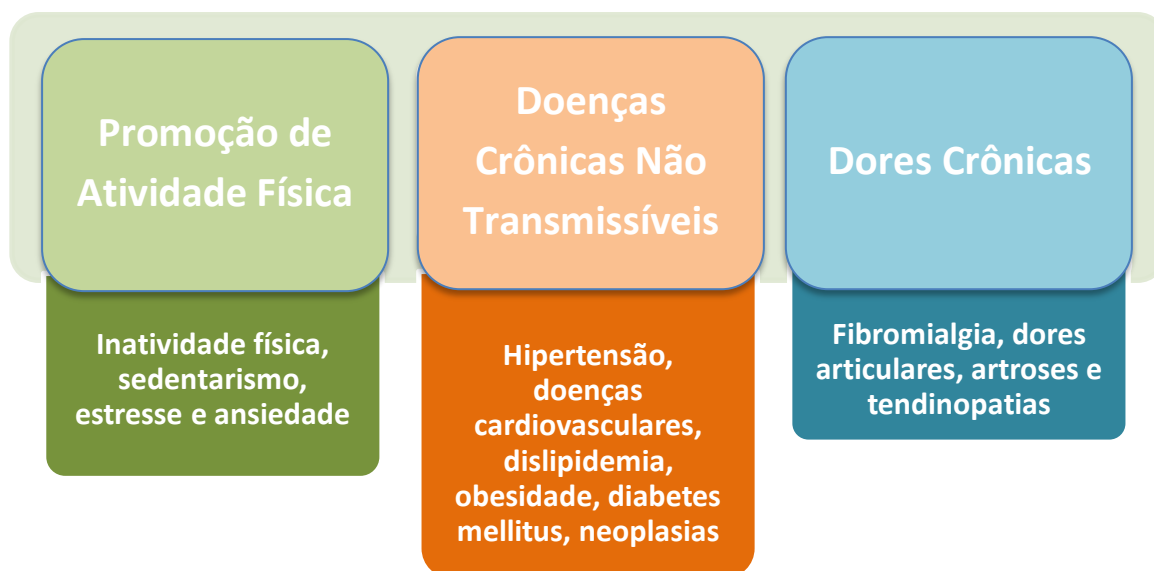 Promoção de
Atividade Física
Inatividade física,
sedentarismo,
estresse e ansiedade
Doenças
Crônicas Não
Transmissíveis
Hipertensão,
doenças
cardiovasculares,
dislipidemia,
obesidade, diabetes
mellitus, neoplasias
Dores Crônicas
Fibromialgia, dores
articulares, artroses e
tendinopatias